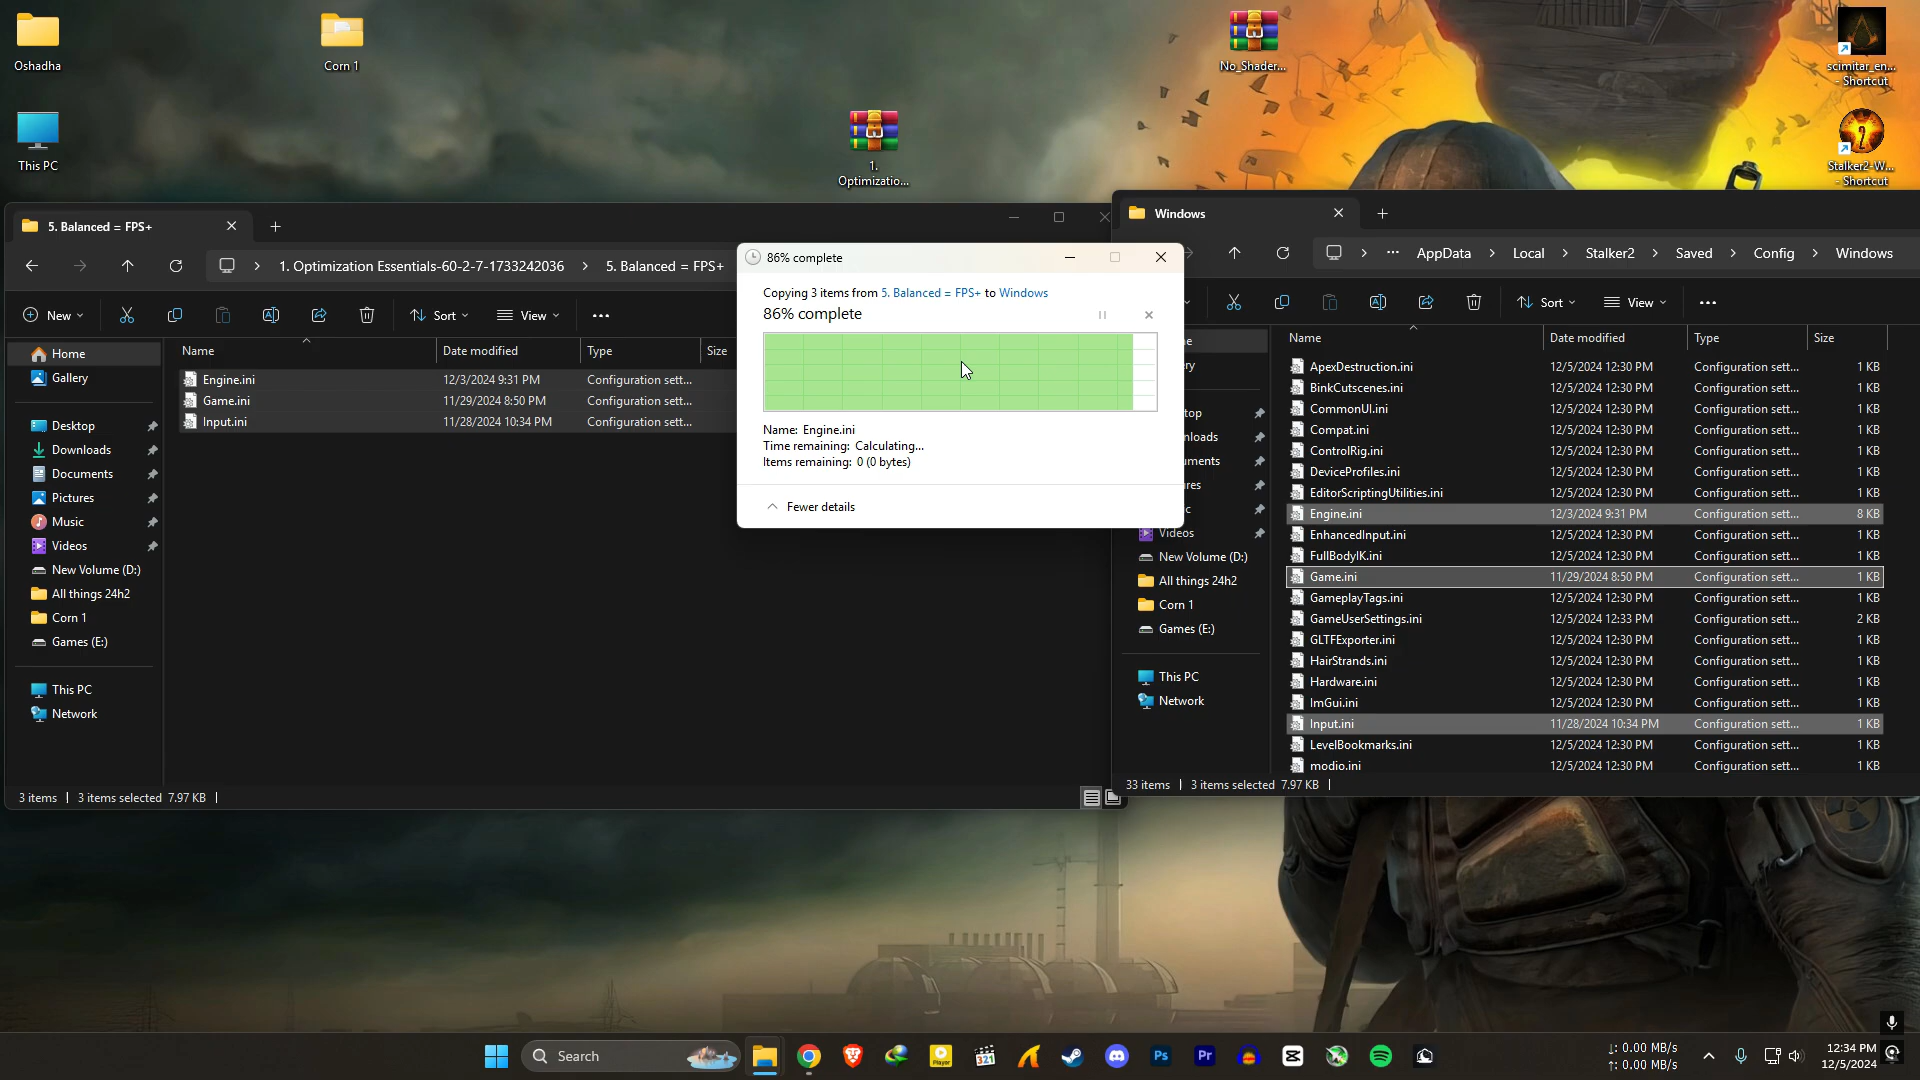 Oshadha
Corn 1
No_Shader...
scimitar_en...
- Shortcut
This PC
1.
Optimizatio...
Stalker2-W...
- Shortcut
5. Balanced = FPS+
1. Optimization Essentials-60-2-7-1733242036
5. Balanced = FPS+
New
Sort
View
Name
Date modified
Type
Size
Home
Gallery
Desktop
Downloads
Documents
Pictures
Music
Videos
New Volume (D:)
All things 24h2
Corn 1
Games (E:)
This PC
Network
Engine.ini 12/3/2024 9:31 PM Configuration sett...
Game.ini 11/29/2024 8:50 PM Configuration sett...
Input.ini 11/28/2024 10:34 PM Configuration sett...
3 items 3 items selected 7.97 KB
86% complete
Copying 3 items from 5. Balanced = FPS+ to Windows
86% complete
Name: Engine.ini
Time remaining: Calculating...
Items remaining: 0 (0 bytes)
Fewer details
Windows
AppData
Local
Stalker2
Saved
Config
Windows
Sort
View
Name
Date modified
Type
Size
Videos
New Volume (D:)
All things 24h2
Corn 1
Games (E:)
This PC
Network
ApexDestruction.ini 12/5/2024 12:30 PM Configuration sett... 1 KB
BinkCutscenes.ini 12/5/2024 12:30 PM Configuration sett... 1 KB
CommonUI.ini 12/5/2024 12:30 PM Configuration sett... 1 KB
Compat.ini 12/5/2024 12:30 PM Configuration sett... 1 KB
ControlRig.ini 12/5/2024 12:30 PM Configuration sett... 1 KB
DeviceProfiles.ini 12/5/2024 12:30 PM Configuration sett... 1 KB
EditorScriptingUtilities.ini 12/5/2024 12:30 PM Configuration sett... 1 KB
Engine.ini 12/3/2024 9:31 PM Configuration sett... 8 KB
EnhancedInput.ini 12/5/2024 12:30 PM Configuration sett... 1 KB
FullBodyIK.ini 12/5/2024 12:30 PM Configuration sett... 1 KB
Game.ini 11/29/2024 8:50 PM Configuration sett... 1 KB
GameplayTags.ini 12/5/2024 12:30 PM Configuration sett... 1 KB
GameUserSettings.ini 12/5/2024 12:33 PM Configuration sett... 2 KB
GLTFExporter.ini 12/5/2024 12:30 PM Configuration sett... 1 KB
HairStrands.ini 12/5/2024 12:30 PM Configuration sett... 1 KB
Hardware.ini 12/5/2024 12:30 PM Configuration sett... 1 KB
ImGui.ini 12/5/2024 12:30 PM Configuration sett... 1 KB
Input.ini 11/28/2024 10:34 PM Configuration sett... 1 KB
LevelBookmarks.ini 12/5/2024 12:30 PM Configuration sett... 1 KB
modio.ini 12/5/2024 12:30 PM Configuration sett... 1 KB
33 items 3 items selected 7.97 KB
Search
↓: 0.00 MB/s
↑: 0.00 MB/s
12:34 PM
12/5/2024